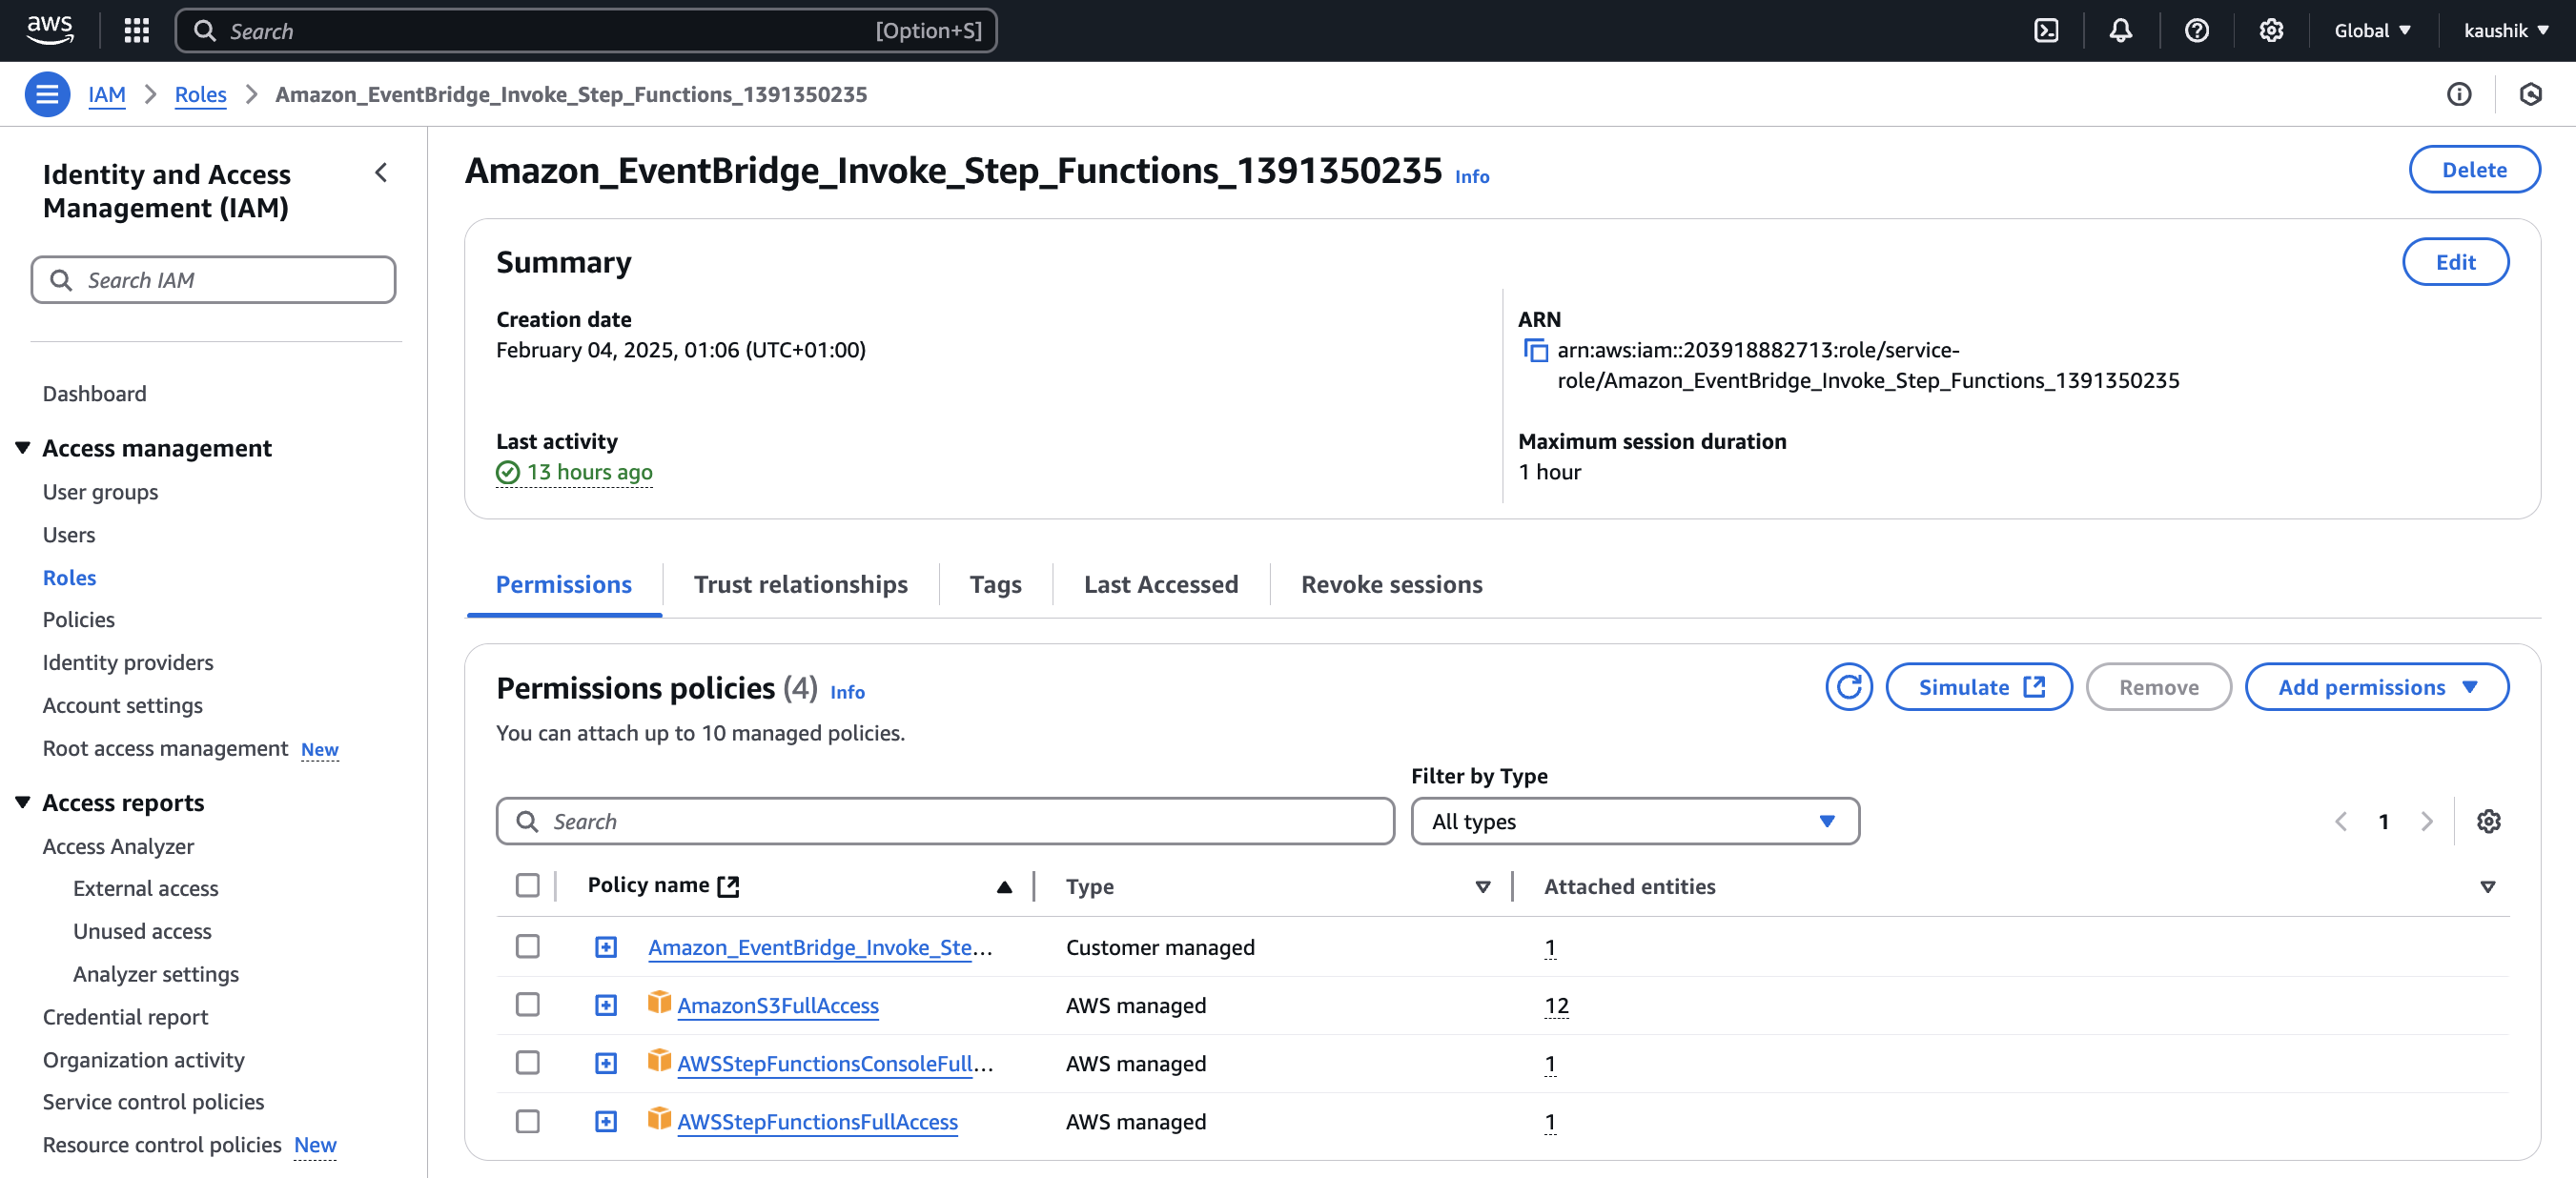 aws
Search
[Option+S]
Global
kaushik
IAM
Roles
Amazon_EventBridge_Invoke_Step_Functions_1391350235
Identity and Access
Management (IAM)
Search IAM
Dashboard
Access management
User groups
Users
Roles
Policies
Identity providers
Account settings
Root access management New
Access reports
Access Analyzer
External access
Unused access
Analyzer settings
Credential report
Organization activity
Service control policies
Resource control policies New
Amazon_EventBridge_Invoke_Step_Functions_1391350235 Info
Delete
Summary
Edit
Creation date
February 04, 2025, 01:06 (UTC+01:00)
ARN
arn:aws:iam::203918882713:role/service-
role/Amazon_EventBridge_Invoke_Step_Functions_1391350235
Last activity
13 hours ago
Maximum session duration
1 hour
Permissions
Trust relationships
Tags
Last Accessed
Revoke sessions
Permissions policies (4) Info
Simulate
Remove
Add permissions
You can attach up to 10 managed policies.
Filter by Type
Search
All types
1
Policy name
Type
Attached entities
Amazon_EventBridge_Invoke_Ste...
Customer managed
1
AmazonS3FullAccess
AWS managed
12
AWSStepFunctionsConsoleFull...
AWS managed
1
AWSStepFunctionsFullAccess
AWS managed
1